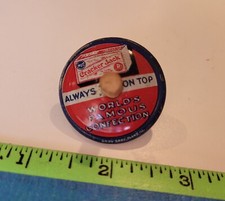 Cracker Jack
ALWAYS ON TOP
WORLD'S
FAMOUS
CONFECTION
1
2
3